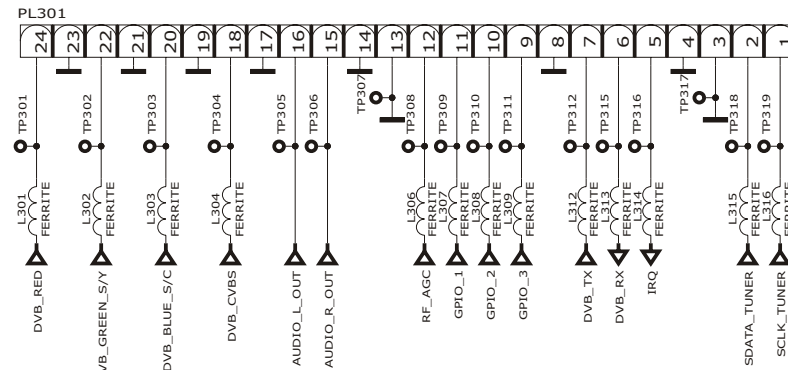 PL301
24
23
22
21
20
19
18
17
16
15
14
13
12
11
10
9
8
7
6
5
4
3
2
1
TP301
TP302
TP303
TP304
TP305
TP306
TP307
TP308
TP309
TP310
TP311
TP312
TP315
TP316
TP317
TP318
TP319
L301
FERRITE
L302
FERRITE
L303
FERRITE
L304
FERRITE
L306
FERRITE
L307
FERRITE
L308
FERRITE
L309
FERRITE
L312
FERRITE
L313
FERRITE
L314
FERRITE
L315
FERRITE
L316
FERRITE
DVB_RED
VB_GREEN_S/Y
DVB_BLUE_S/C
DVB_CVBS
AUDIO_L_OUT
AUDIO_R_OUT
RF_AGC
GPIO_1
GPIO_2
GPIO_3
DVB_TX
DVB_RX
IRQ
SDATA_TUNER
SCLK_TUNER